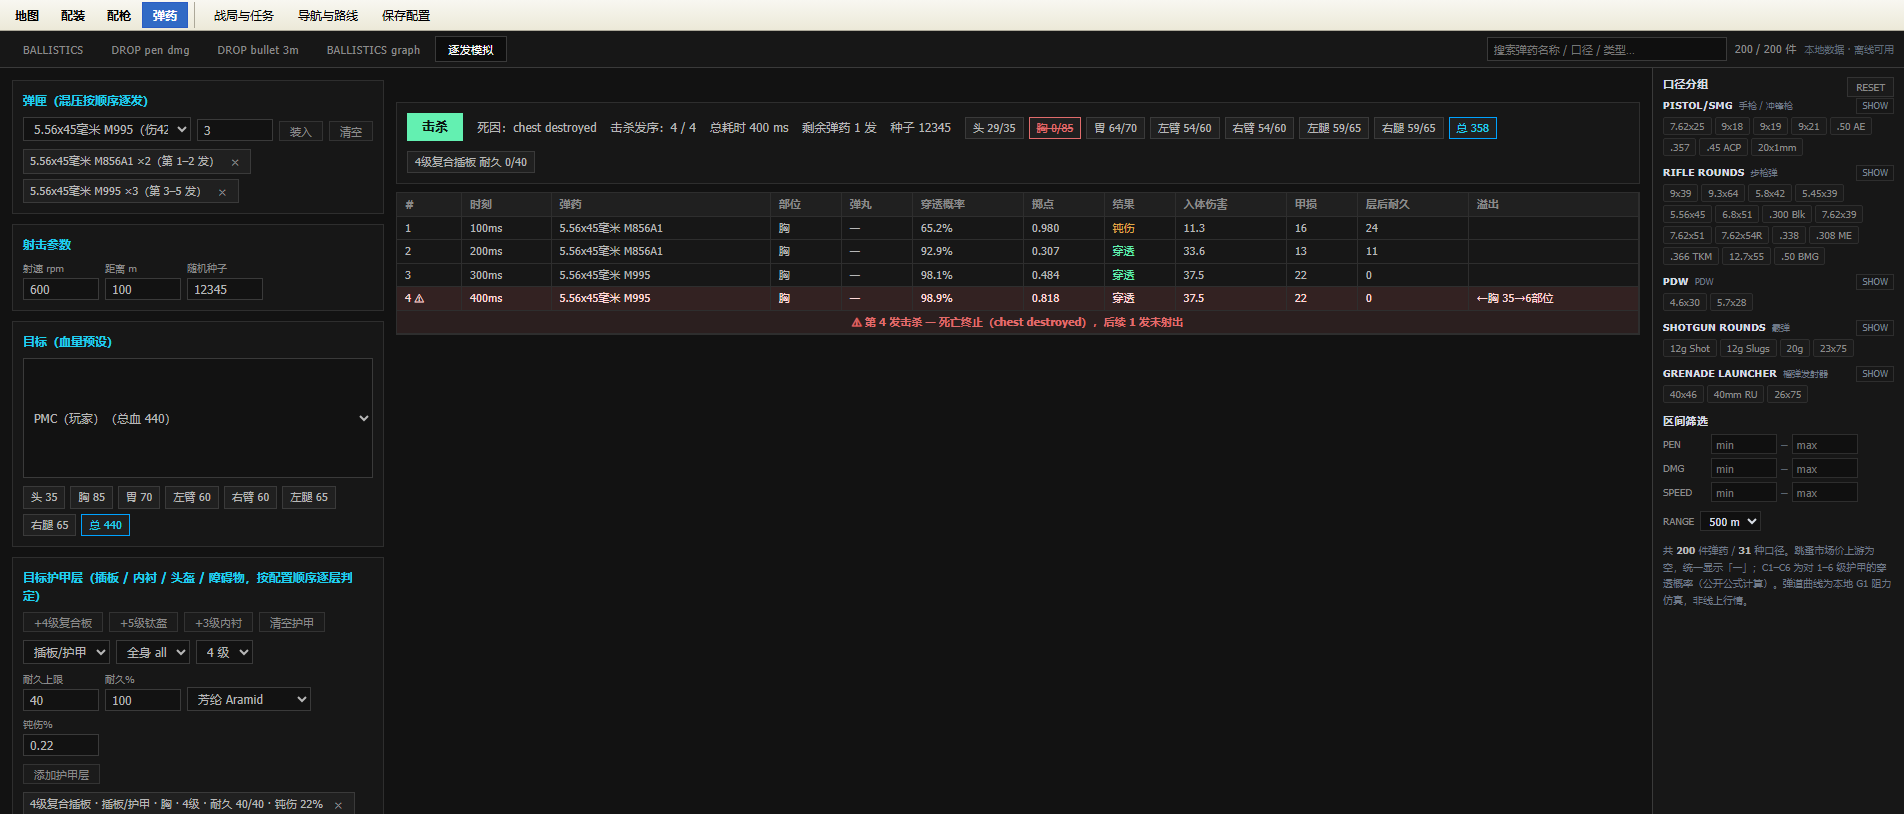 地图 配装 配枪 弹药 战局与任务 导航与路线 保存配置
BALLISTICS DROP pen dmg DROP bullet 3m BALLISTICS graph 逐发模拟 搜索弹药名称 / 口径 / 类型... 200 / 200 件 本地数据 · 离线可用
弹匣（混压按顺序逐发）
5.56x45毫米 M995（伤42 3 装入 清空
5.56x45毫米 M856A1 ×2（第 1–2 发） ×
5.56x45毫米 M995 ×3（第 3–5 发） ×
射击参数
射速 rpm 距离 m 随机种子
600 100 12345
目标（血量预设）
PMC（玩家）（总血 440）
头 35 胸 85 胃 70 左臂 60 右臂 60 左腿 65
右腿 65 总 440
目标护甲层（插板 / 内衬 / 头盔 / 障碍物，按配置顺序逐层判
定）
+4级复合板 +5级钛盔 +3级内衬 清空护甲
插板/护甲 全身 all 4 级
耐久上限 耐久%
40 100 芳纶 Aramid
钝伤%
0.22
添加护甲层
4级复合插板 · 插板/护甲 · 胸 · 4级 · 耐久 40/40 · 钝伤 22% ×
击杀 死因：chest destroyed 击杀发序：4 / 4 总耗时 400 ms 剩余弹药 1 发 种子 12345 头 29/35 胸 0/85 胃 64/70 左臂 54/60 右臂 54/60 左腿 59/65 右腿 59/65 总 358
4级复合插板 耐久 0/40
# 时刻 弹药 部位 弹丸 穿透概率 掷点 结果 入体伤害 甲损 层后耐久 溢出
1 100ms 5.56x45毫米 M856A1 胸 — 65.2% 0.980 钝伤 11.3 16 24
2 200ms 5.56x45毫米 M856A1 胸 — 92.9% 0.307 穿透 33.6 13 11
3 300ms 5.56x45毫米 M995 胸 — 98.1% 0.484 穿透 37.5 22 0
4 ⚠ 400ms 5.56x45毫米 M995 胸 — 98.9% 0.818 穿透 37.5 22 0 ←胸 35→6部位
⚠ 第 4 发击杀 — 死亡终止（chest destroyed），后续 1 发未射出
口径分组 RESET
PISTOL/SMG 手枪 / 冲锋枪 SHOW
7.62x25 9x18 9x19 9x21 .50 AE
.357 .45 ACP 20x1mm
RIFLE ROUNDS 步枪弹 SHOW
9x39 9.3x64 5.8x42 5.45x39
5.56x45 6.8x51 .300 Blk 7.62x39
7.62x51 7.62x54R .338 .308 ME
.366 TKM 12.7x55 .50 BMG
PDW PDW SHOW
4.6x30 5.7x28
SHOTGUN ROUNDS 霰弹 SHOW
12g Shot 12g Slugs 20g 23x75
GRENADE LAUNCHER 榴弹发射器 SHOW
40x46 40mm RU 26x75
区间筛选
PEN min — max
DMG min — max
SPEED min — max
RANGE 500 m
共 200 件弹药 / 31 种口径。跳蚤市场价上游为
空，统一显示「—」；C1–C6 为对 1–6 级护甲的穿
透概率（公开公式计算）。弹道曲线为本地 G1 阻力
仿真，非线上行情。